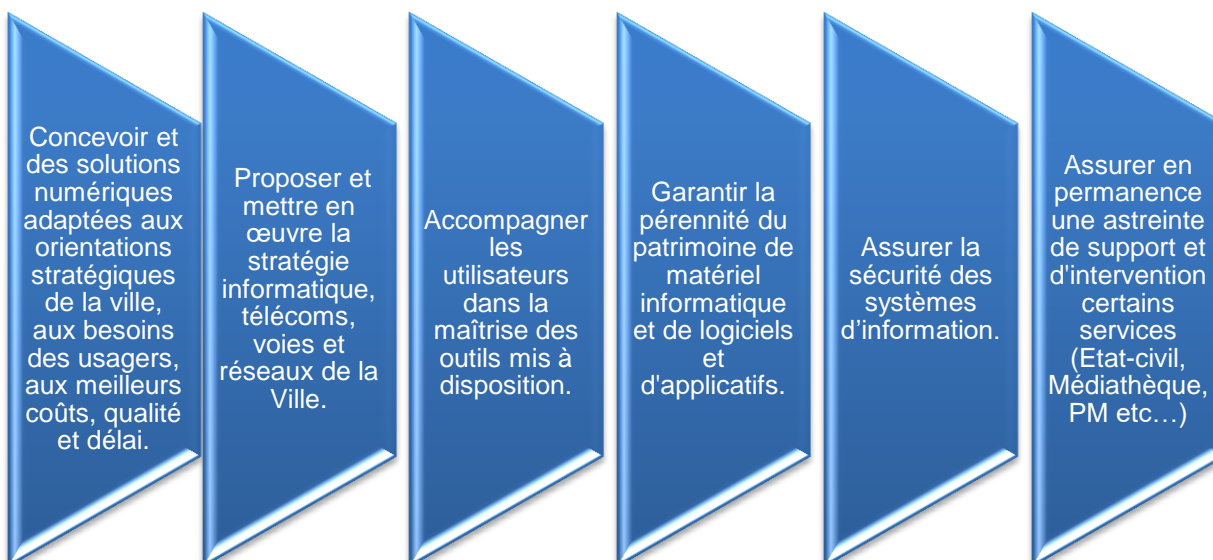 Concevoir et
des solutions
numériques
adaptées aux
orientations
stratégiques
de la ville,
aux besoins
des usagers,
aux meilleurs
coûts, qualité
et délai.
Proposer et
mettre en
œuvre la
stratégie
informatique,
télécoms,
voies et
réseaux de la
Ville.
Accompagner
les
utilisateurs
dans la
maîtrise des
outils mis à
disposition.
Garantir la
pérennité du
patrimoine de
matériel
informatique
et de logiciels
et
d'applicatifs.
Assurer la
sécurité des
systèmes
d’information.
Assurer en
permanence
une astreinte
de support et
d'intervention
certains
services
(Etat-civil,
Médiathèque,
PM etc…)